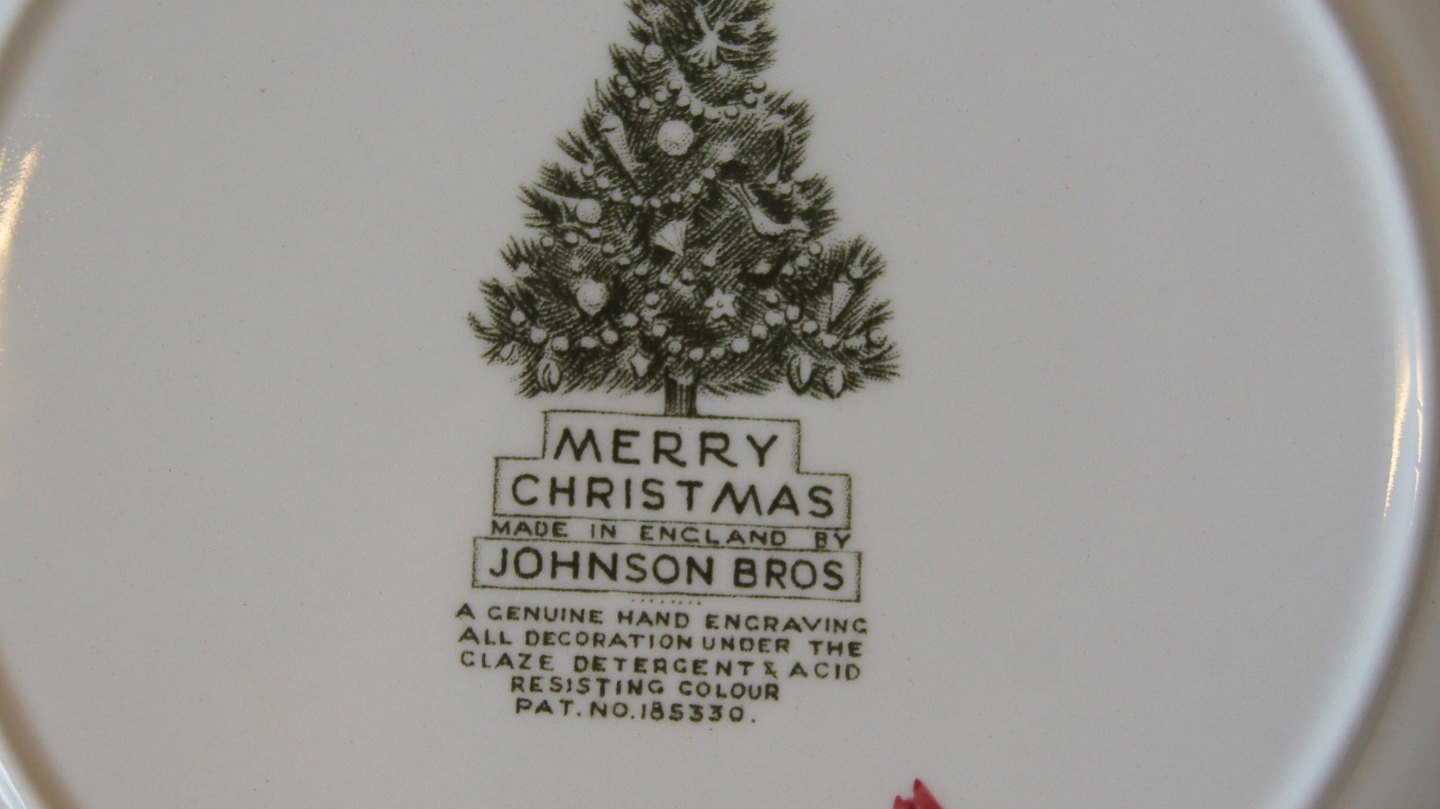 MERRY
CHRISTMAS
MADE IN ENGLAND BY
JOHNSON BROS
A GENUINE HAND ENGRAVING
ALL DECORATION UNDER THE
GLAZE DETERGENT & ACID
RESISTING COLOUR
PAT. NO. 185330.